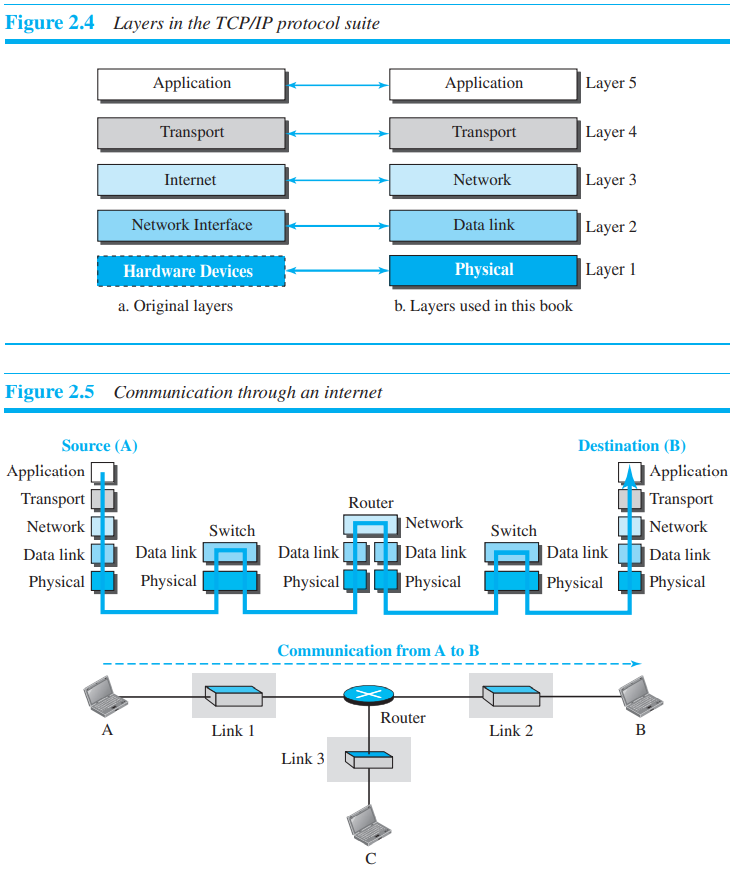 Figure 2.4 Layers in the TCP/IP protocol suite
Application Application Layer 5
Transport Transport Layer 4
Internet Network Layer 3
Network Interface Data link Layer 2
Hardware Devices Physical Layer 1
a. Original layers b. Layers used in this book
Figure 2.5 Communication through an internet
Source (A) Destination (B)
Application Application
Transport Router Transport
Network Switch Network Switch Network
Data link Data link Data link Data link Data link Data link
Physical Physical Physical Physical Physical Physical
Communication from A to B
A Link 1 Router Link 2 B
Link 3
C